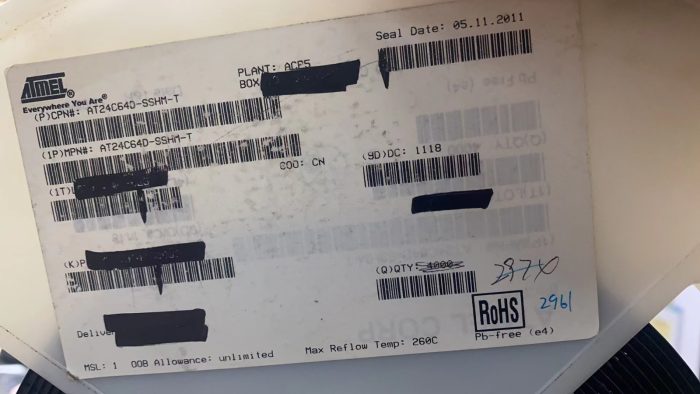 Seal Date: 05.11.2011
ATMEL®
Everywhere You Are®
PLANT: ACP5
BOX
(P)CPN#: AT24C64D-SSHM-T
(1P)MPN#: AT24C64D-SSHM-T
COO: CN
(9D)DC: 1118
(1T)
(K)P
(Q)QTY: 4000
2961
Delive
RoHS
Pb-free (e4)
MSL: 1 OOB Allowance: unlimited
Max Reflow Temp: 260C